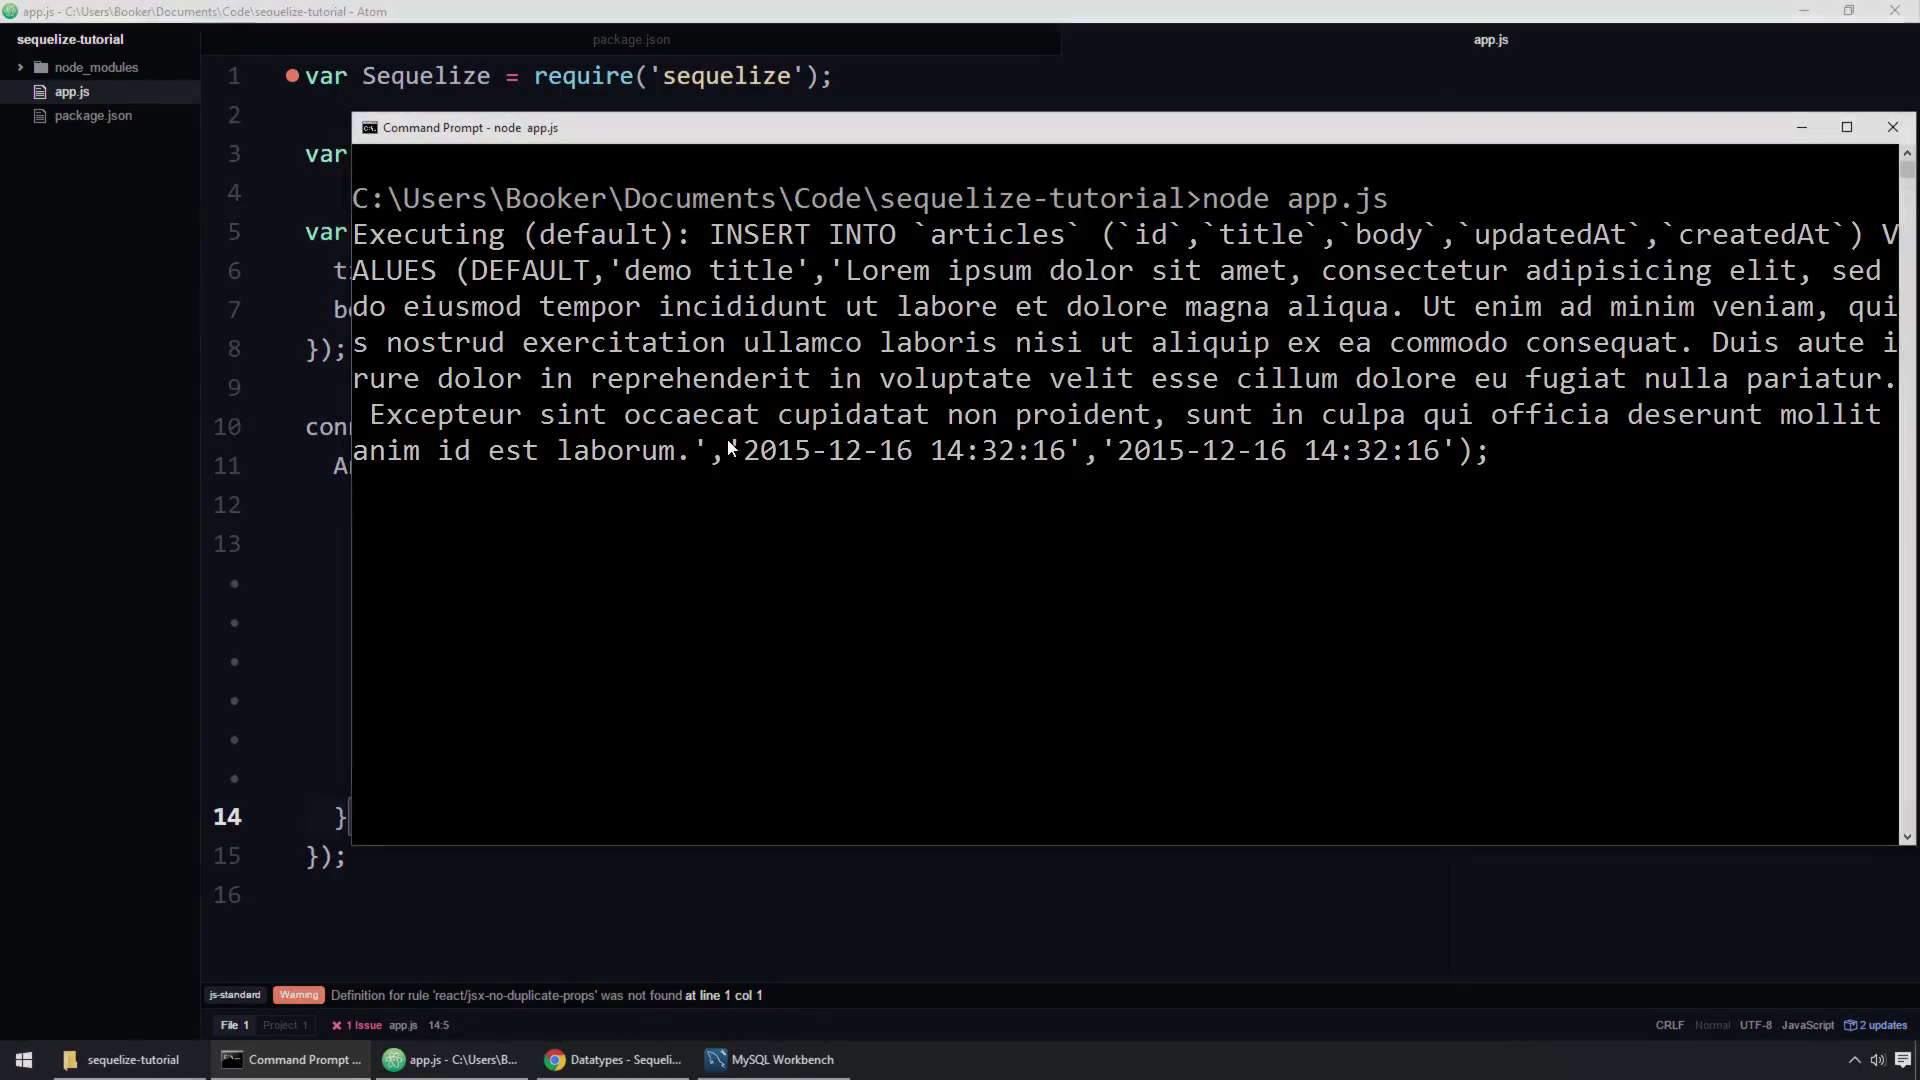 app.js - C:\Users\Booker\Documents\Code\sequelize-tutorial - Atom
sequelize-tutorial
package.json
app.js
node_modules
app.js
package.json
1 var Sequelize = require('sequelize');
2
Command Prompt - node  app.js
3 var
4
5 var
6 t
7 bo
8 });
9
10 conn
11 A
12
13
14 }
15 });
16
C:\Users\Booker\Documents\Code\sequelize-tutorial>node app.js
Executing (default): INSERT INTO `articles` (`id`,`title`,`body`,`updatedAt`,`createdAt`) V
ALUES (DEFAULT,'demo title','Lorem ipsum dolor sit amet, consectetur adipisicing elit, sed
do eiusmod tempor incididunt ut labore et dolore magna aliqua. Ut enim ad minim veniam, qui
s nostrud exercitation ullamco laboris nisi ut aliquip ex ea commodo consequat. Duis aute i
rure dolor in reprehenderit in voluptate velit esse cillum dolore eu fugiat nulla pariatur.
 Excepteur sint occaecat cupidatat non proident, sunt in culpa qui officia deserunt mollit
anim id est laborum.','2015-12-16 14:32:16','2015-12-16 14:32:16');
js-standard Warning Definition for rule 'react/jsx-no-duplicate-props' was not found at line 1 col 1
File 1 Project 1 1 Issue app.js 14:5 CRLF Normal UTF-8 JavaScript 2 updates
sequelize-tutorial Command Prompt ... app.js - C:\Users\B... Datatypes - Sequeli... MySQL Workbench